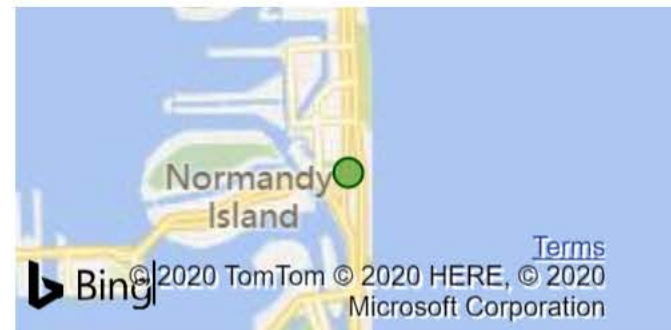 Normandy
Island
Terms
Bing
© 2020 TomTom © 2020 HERE, © 2020
Microsoft Corporation